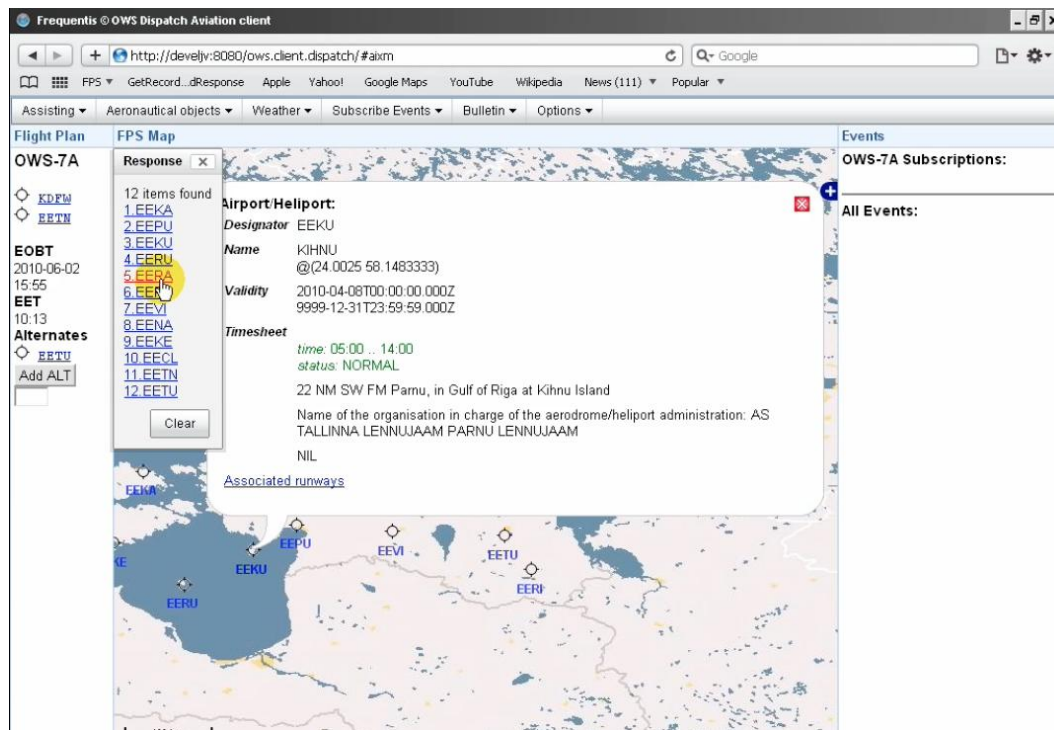 Frequentis © OWS Dispatch Aviation client
http://develjv:8080/ows.client.dispatch/#aixm
Google
FPS GetRecord...dResponse Apple Yahoo! Google Maps YouTube Wikipedia News (111) Popular
Assisting Aeronautical objects Weather Subscribe Events Bulletin Options
Flight Plan FPS Map Events
OWS-7A
KDFW
EETN
EOBT
2010-06-02
15:55
EET
10:13
Alternates
EETU
Add ALT
Response x
12 items found
1.EEKA
2.EEPU
3.EEKU
4.EERU
5.EERA
7.EEVI
8.EENA
9.EEKE
10.EECL
11.EETN
12.EETU
Clear
Airport/Heliport:
Designator EEKU
Name KIHNU
@(24.0025 58.1483333)
Validity 2010-04-08T00:00:00.000Z
9999-12-31T23:59:59.000Z
Timesheet
time: 05:00 .. 14:00
status: NORMAL
22 NM SW FM Parnu, in Gulf of Riga at Kihnu Island
Name of the organisation in charge of the aerodrome/heliport administration: AS
TALLINNA LENNUJAAM PARNU LENNUJAAM
NIL
Associated runways
EEKA
EEPU
EEVI
EETU
KE
EEKU
EERI
EERU
OWS-7A Subscriptions:
All Events: